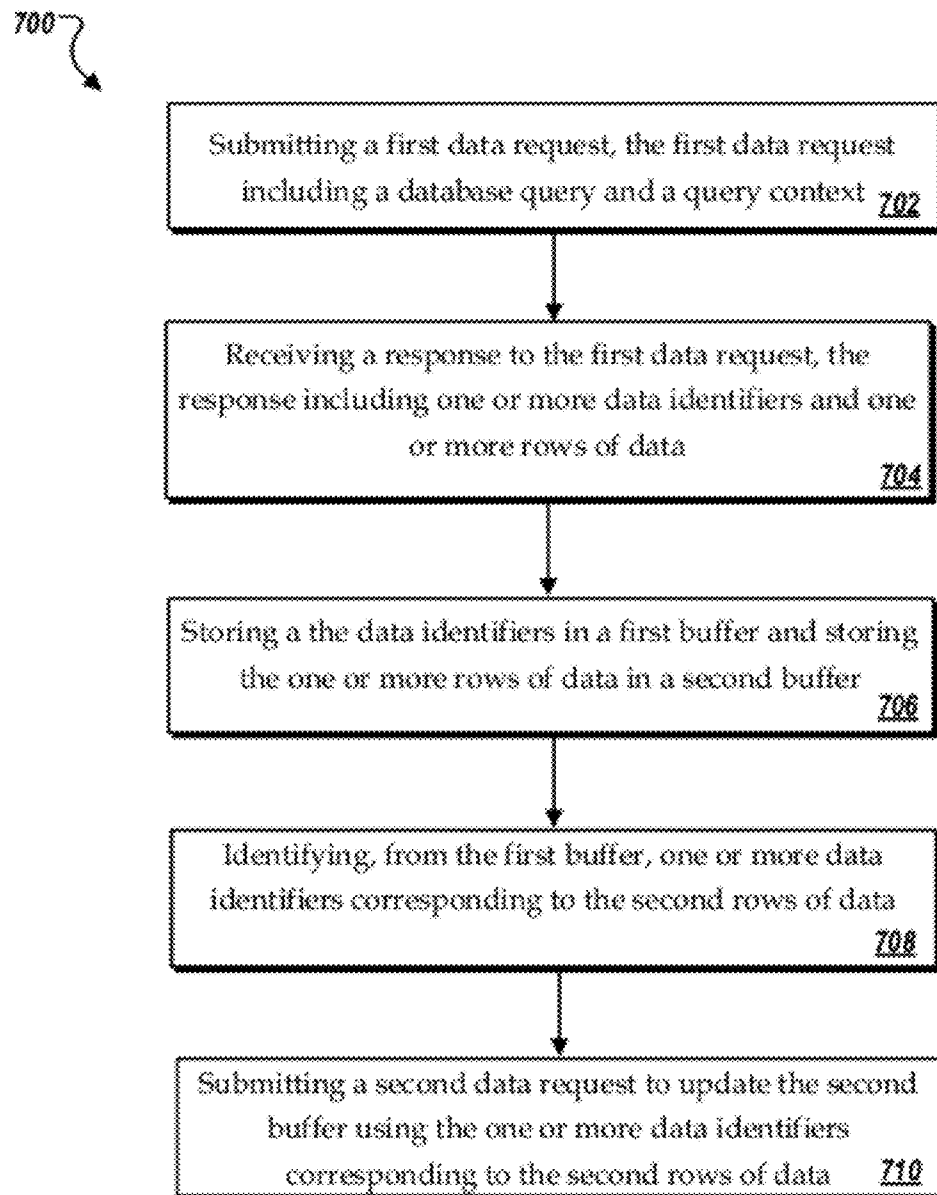 700
Submitting a first data request, the first data request
including a database query and a query context 702
Receiving a response to the first data request, the
response including one or more data identifiers and one
or more rows of data
704
Storing a the data identifiers in a first buffer and storing
the one or more rows of data in a second buffer
706
Identifying, from the first buffer, one or more data
identifiers corresponding to the second rows of data
708
Submitting a second data request to update the second
buffer using the one or more data identifiers
corresponding to the second rows of data 710